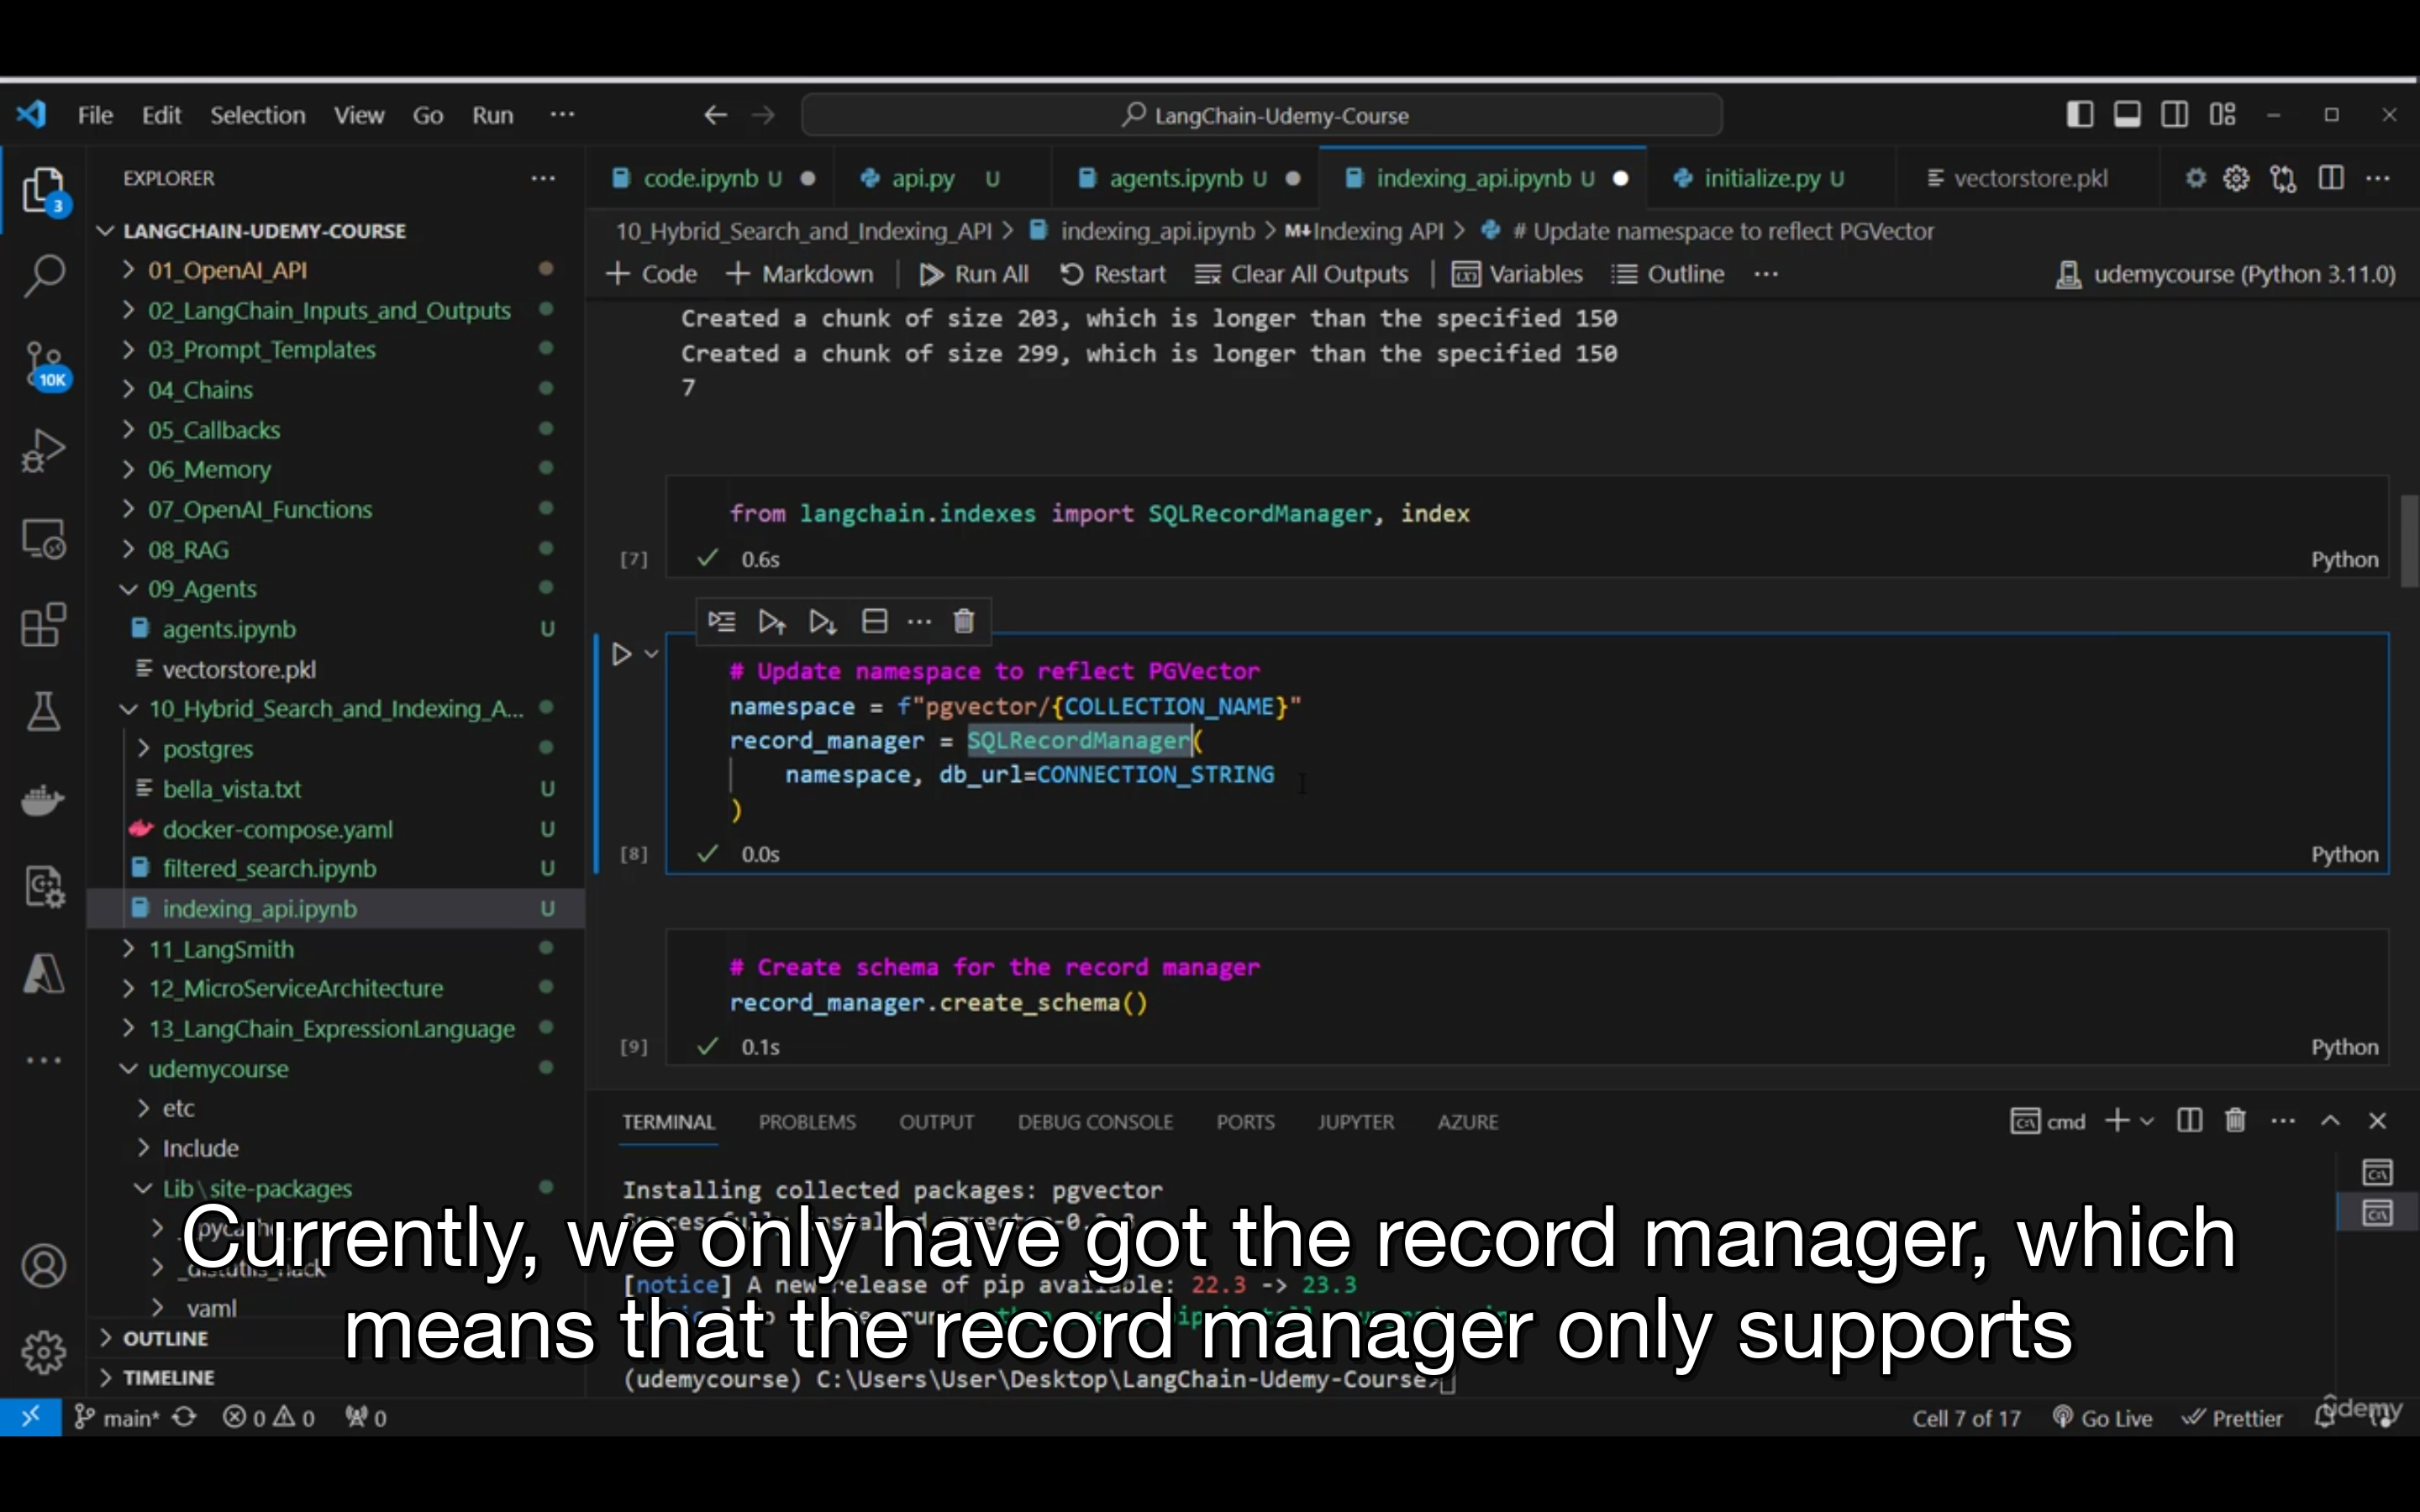 File Edit Selection View Go Run ···
LangChain-Udemy-Course
EXPLORER
3
10K
LANGCHAIN-UDEMY-COURSE
01_OpenAI_API
02_LangChain_Inputs_and_Outputs
03_Prompt_Templates
04_Chains
05_Callbacks
06_Memory
07_OpenAI_Functions
08_RAG
09_Agents
agents.ipynb U
vectorstore.pkl
10_Hybrid_Search_and_Indexing_A...
postgres
bella_vista.txt U
docker-compose.yaml U
filtered_search.ipynb U
indexing_api.ipynb U
11_LangSmith
12_MicroServiceArchitecture
13_LangChain_ExpressionLanguage
udemycourse
etc
Include
Lib\site-packages
yaml
OUTLINE
TIMELINE
code.ipynb U api.py U agents.ipynb U indexing_api.ipynb U initialize.py U vectorstore.pkl
10_Hybrid_Search_and_Indexing_API > indexing_api.ipynb > M↓Indexing API > # Update namespace to reflect PGVector
+ Code + Markdown | Run All Restart Clear All Outputs | Variables Outline ··· udemycourse (Python 3.11.0)
Created a chunk of size 203, which is longer than the specified 150
Created a chunk of size 299, which is longer than the specified 150
7
from langchain.indexes import SQLRecordManager, index
[7] ✓ 0.6s Python
# Update namespace to reflect PGVector
namespace = f"pgvector/{COLLECTION_NAME}"
record_manager = SQLRecordManager(
namespace, db_url=CONNECTION_STRING
)
[8] ✓ 0.0s Python
# Create schema for the record manager
record_manager.create_schema()
[9] ✓ 0.1s Python
TERMINAL PROBLEMS OUTPUT DEBUG CONSOLE PORTS JUPYTER AZURE cmd
Installing collected packages: pgvector
[notice] A new release of pip available: 22.3 -> 23.3
(udemycourse) C:\Users\User\Desktop\LangChain-Udemy-Course>
Currently, we only have got the record manager, which
means that the record manager only supports
main* 0 0 0 Cell 7 of 17 Go Live Prettier
udemy